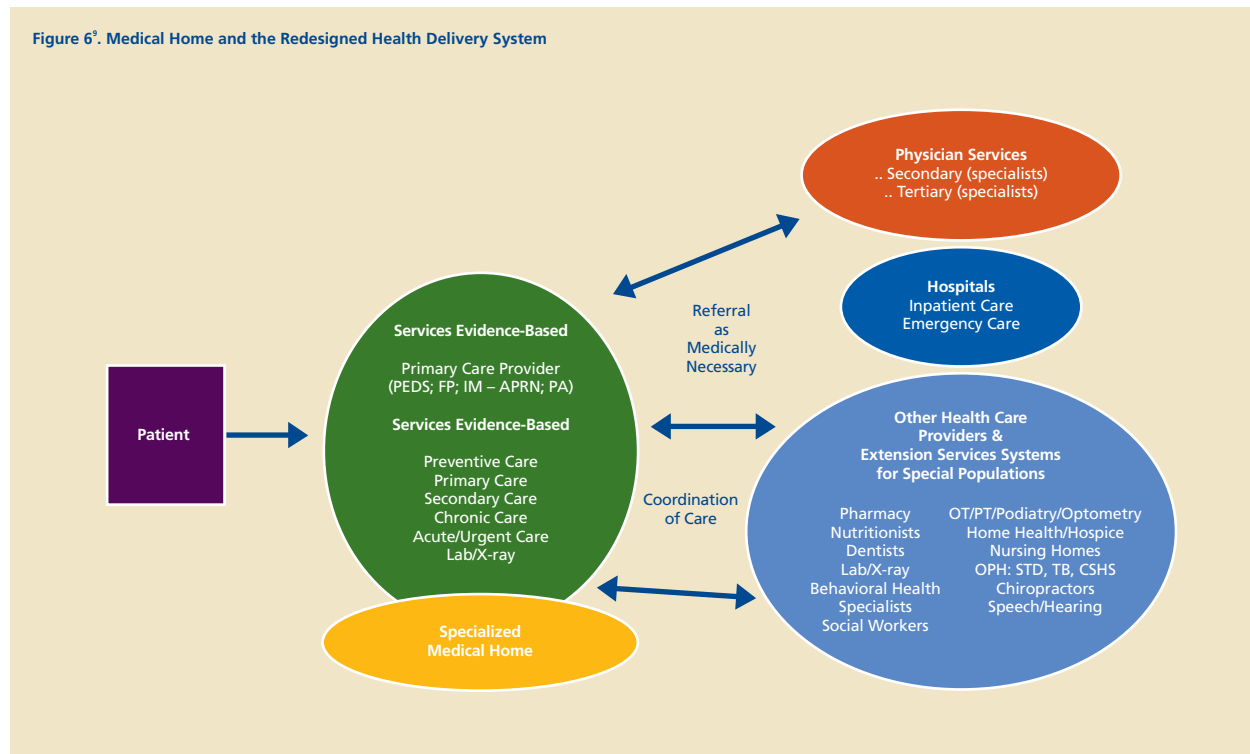 Figure 6⁹. Medical Home and the Redesigned Health Delivery System
Patient
Services Evidence-Based
Primary Care Provider
(PEDS; FP; IM – APRN; PA)
Services Evidence-Based
Preventive Care
Primary Care
Secondary Care
Chronic Care
Acute/Urgent Care
Lab/X-ray
Specialized
Medical Home
Referral
as
Medically
Necessary
Coordination
of Care
Physician Services
.. Secondary (specialists)
.. Tertiary (specialists)
Hospitals
Inpatient Care
Emergency Care
Other Health Care
Providers &
Extension Services Systems
for Special Populations
Pharmacy
Nutritionists
Dentists
Lab/X-ray
Behavioral Health
Specialists
Social Workers
OT/PT/Podiatry/Optometry
Home Health/Hospice
Nursing Homes
OPH: STD, TB, CSHS
Chiropractors
Speech/Hearing